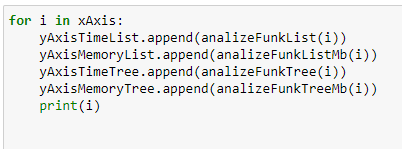 for i in xAxis:
    yAxisTimeList.append(analizeFunkList(i))
    yAxisMemoryList.append(analizeFunkListMb(i))
    yAxisTimeTree.append(analizeFunkTree(i))
    yAxisMemoryTree.append(analizeFunkTreeMb(i))
    print(i)